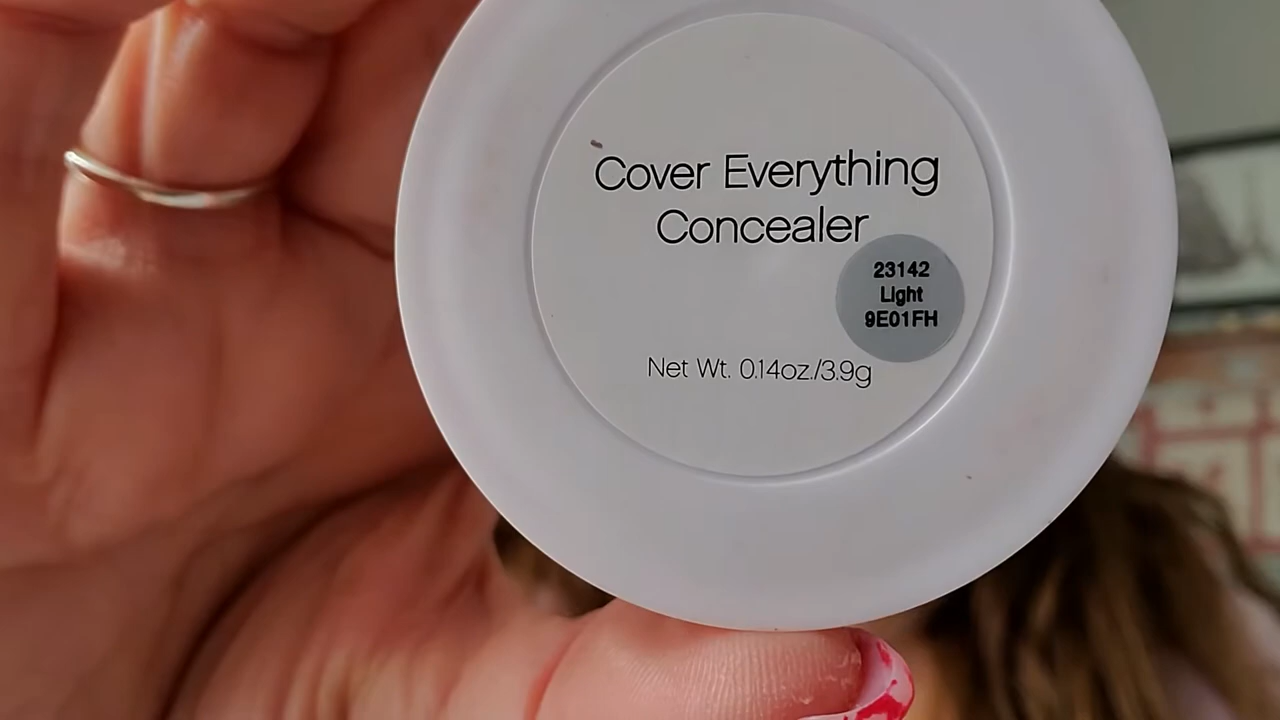 Cover Everything
Concealer
23142
Light
9E01FH
Net Wt. 0.14oz./3.9g